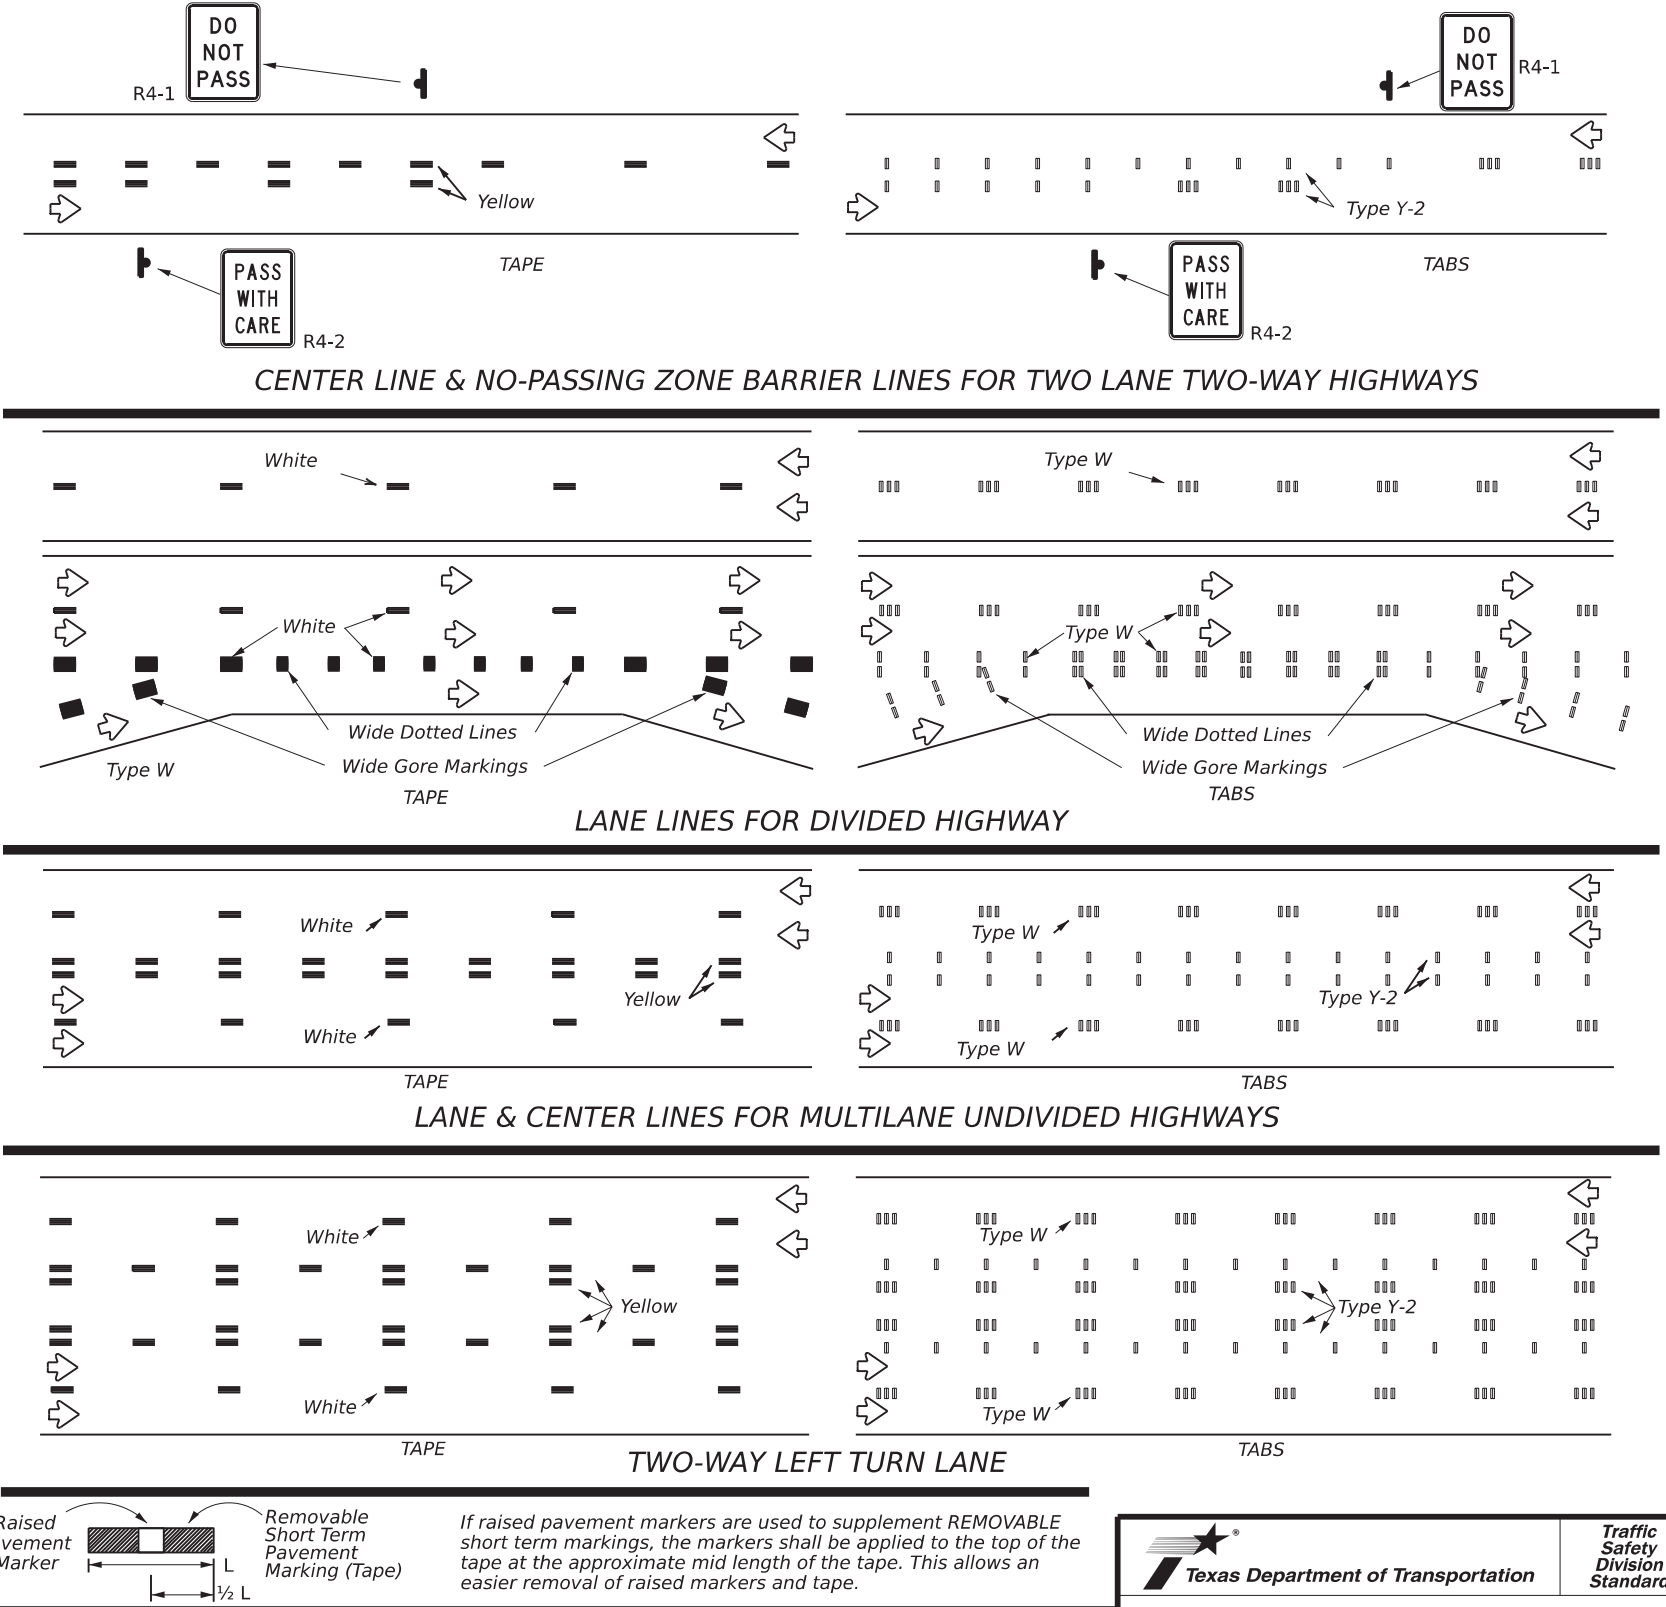 DO
NOT
PASS
R4-1
DO
NOT
PASS
R4-1
Yellow
Type Y-2
PASS
WITH
CARE
R4-2
TAPE
PASS
WITH
CARE
R4-2
TABS
CENTER LINE & NO-PASSING ZONE BARRIER LINES FOR TWO LANE TWO-WAY HIGHWAYS
White
Type W
White
Type W
Wide Dotted Lines
Wide Dotted Lines
Type W
Wide Gore Markings
Wide Gore Markings
TAPE
TABS
LANE LINES FOR DIVIDED HIGHWAY
White
Type W
Yellow
Type Y-2
White
Type W
TAPE
TABS
LANE & CENTER LINES FOR MULTILANE UNDIVIDED HIGHWAYS
White
Type W
Yellow
Type Y-2
White
Type W
TAPE
TABS
TWO-WAY LEFT TURN LANE
Raised
vement
Marker
L
½ L
Removable
Short Term
Pavement
Marking (Tape)
If raised pavement markers are used to supplement REMOVABLE
short term markings, the markers shall be applied to the top of the
tape at the approximate mid length of the tape. This allows an
easier removal of raised markers and tape.
®
Texas Department of Transportation
Traffic
Safety
Division
Standard